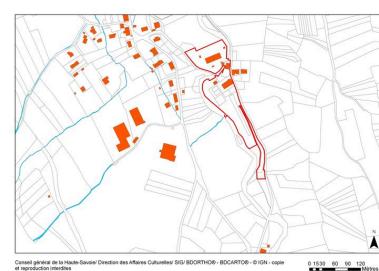 Conseil général de la Haute-Savoie/ Direction des Affaires Culturelles/ SIG/ BDORTHO® - BDCARTO® - © IGN - copie
et reproduction interdites
N
0 15 30 60 90 120
Mètres